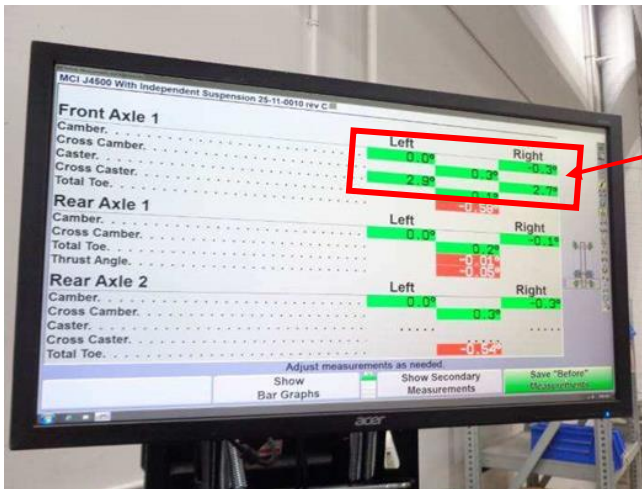 MCI J4500 With Independent Suspension 25-11-0010 rev C
Front Axle 1
Left Right
Camber. 0.0° -0.3°
Cross Camber. 0.3°
Caster. 2.9° 2.7°
Cross Caster. 0.1°
Total Toe. -0.58°
Rear Axle 1
Left Right
Camber. 0.0° -0.1°
Cross Camber. 0.2°
Total Toe. -0.01°
Thrust Angle. -0.05°
Rear Axle 2
Left Right
Camber. 0.0° -0.3°
Cross Camber. 0.3°
Caster.
Cross Caster.
Total Toe. -0.54°
Adjust measurements as needed.
Show Bar Graphs
Show Secondary Measurements
Save "Before" Measurements
acer